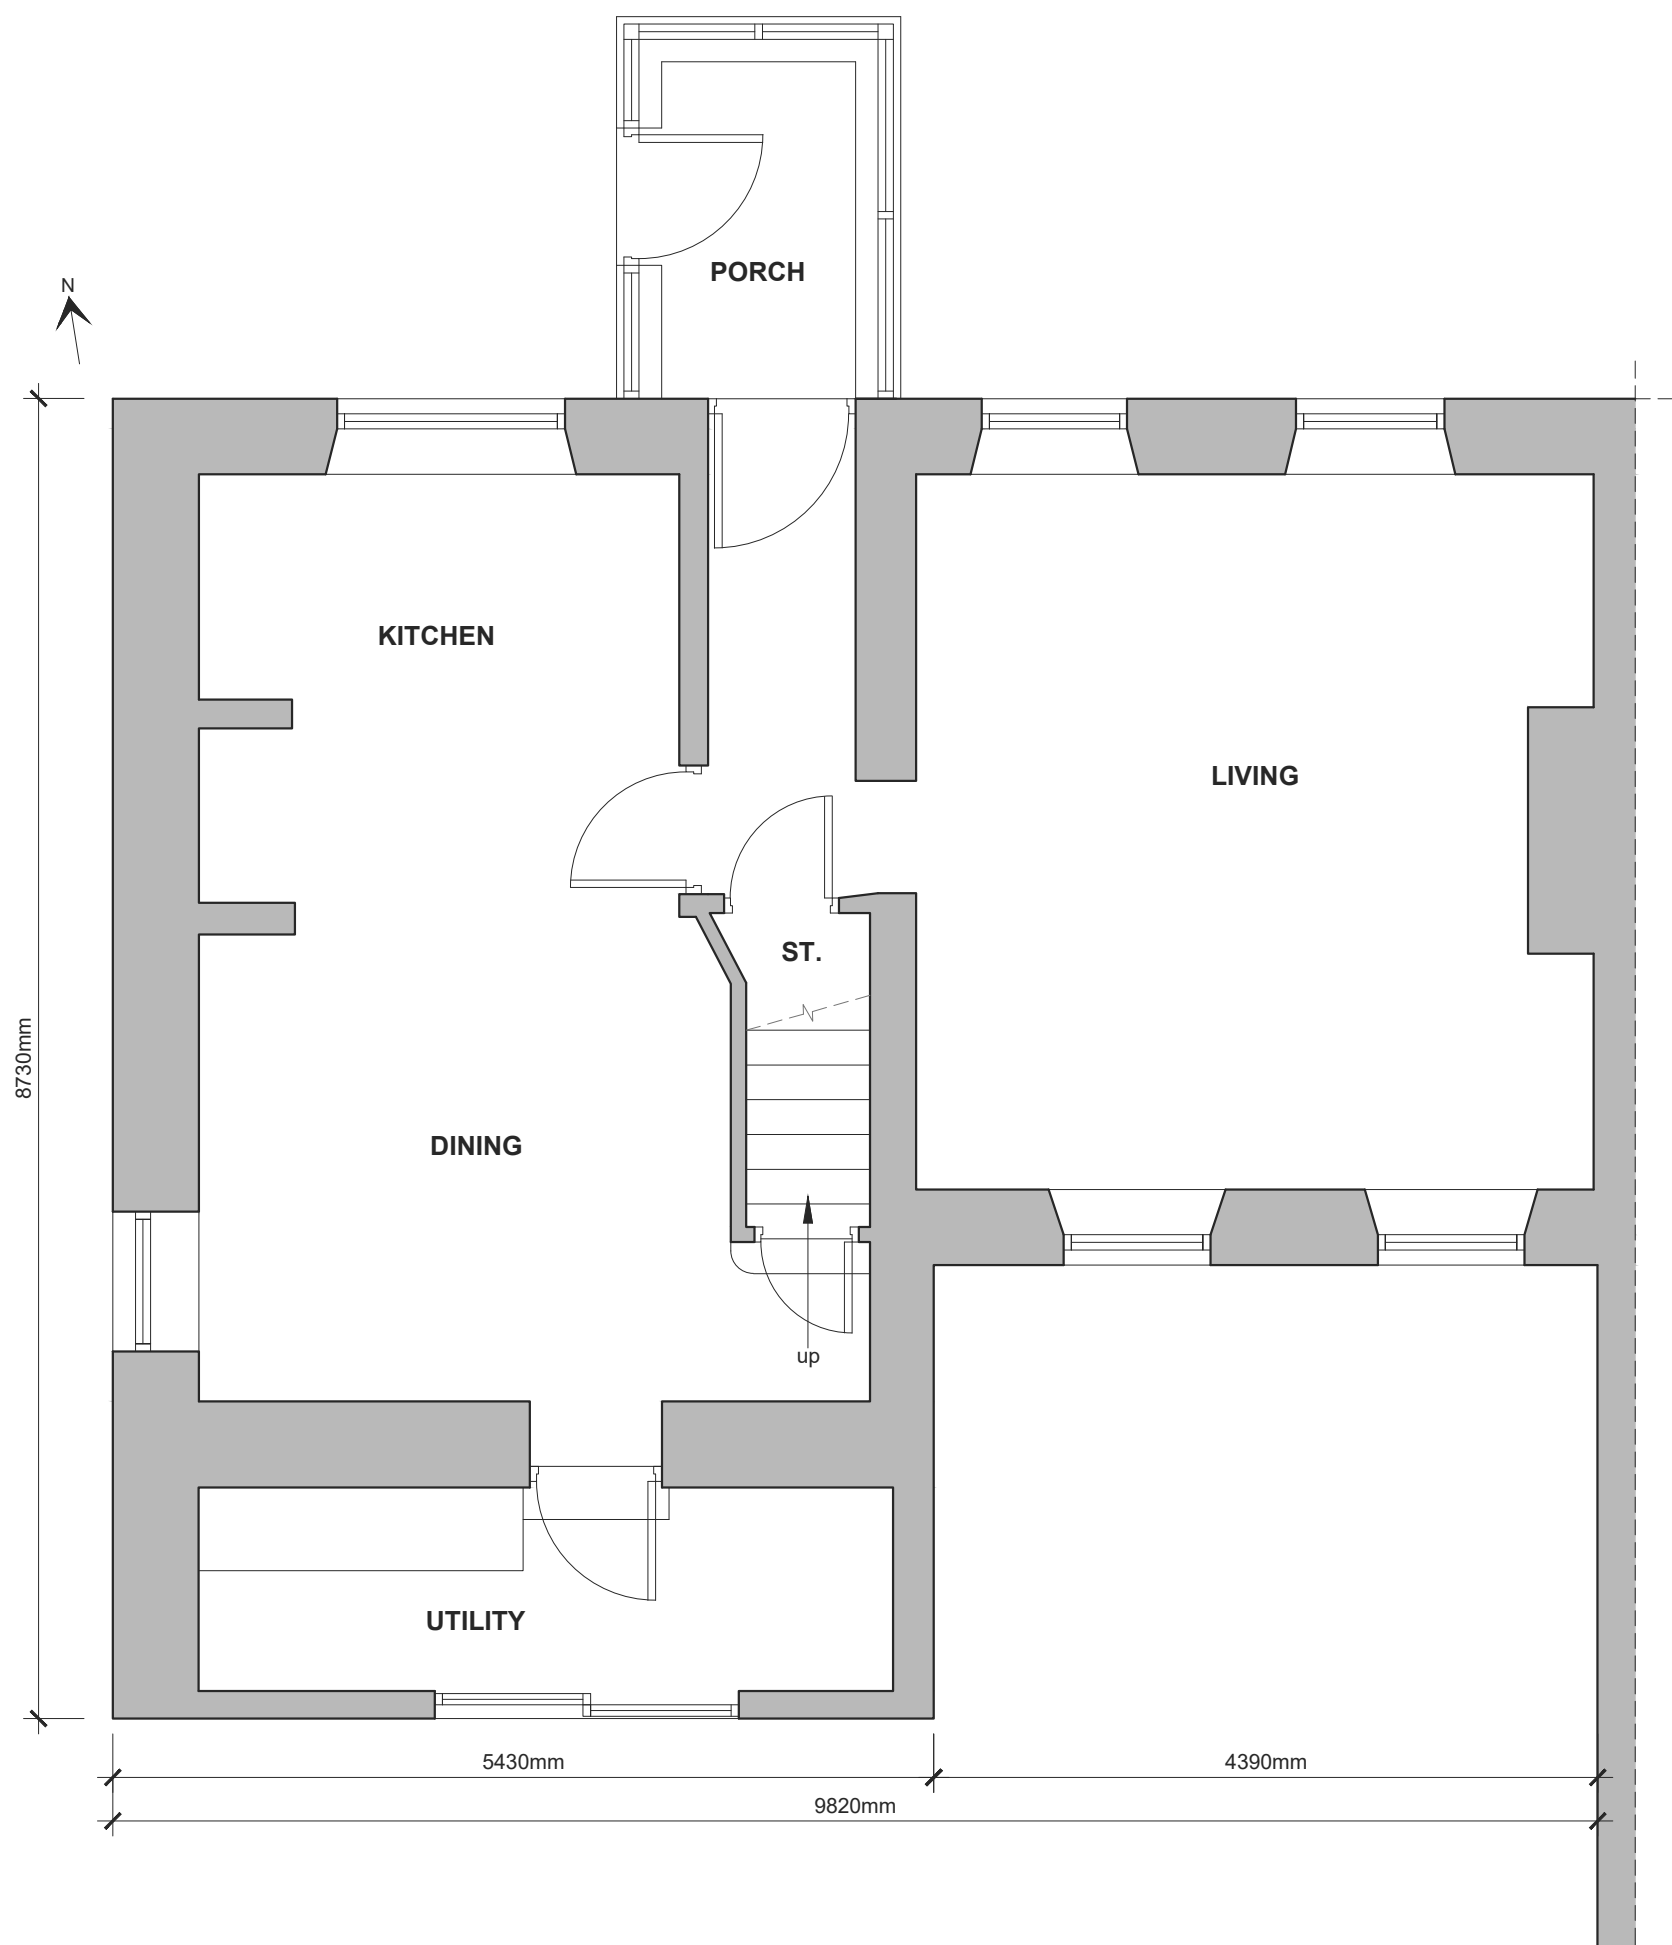 PORCH
N
KITCHEN
LIVING
ST.
8730mm
DINING
up
UTILITY
5430mm
4390mm
9820mm